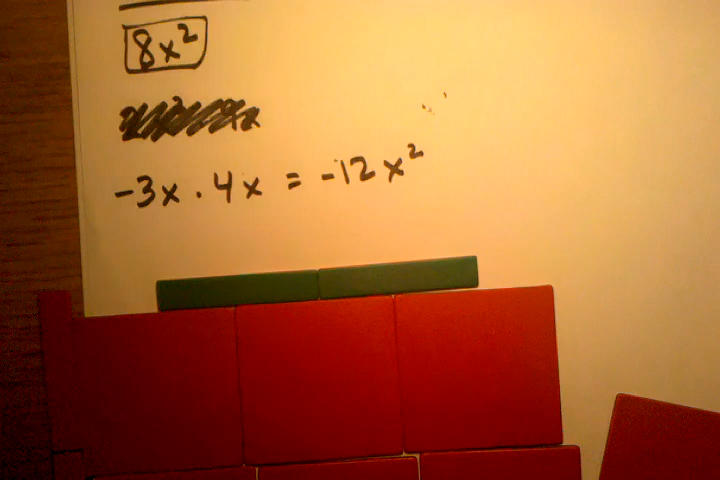 8x²
-3x · 4x = -12x²